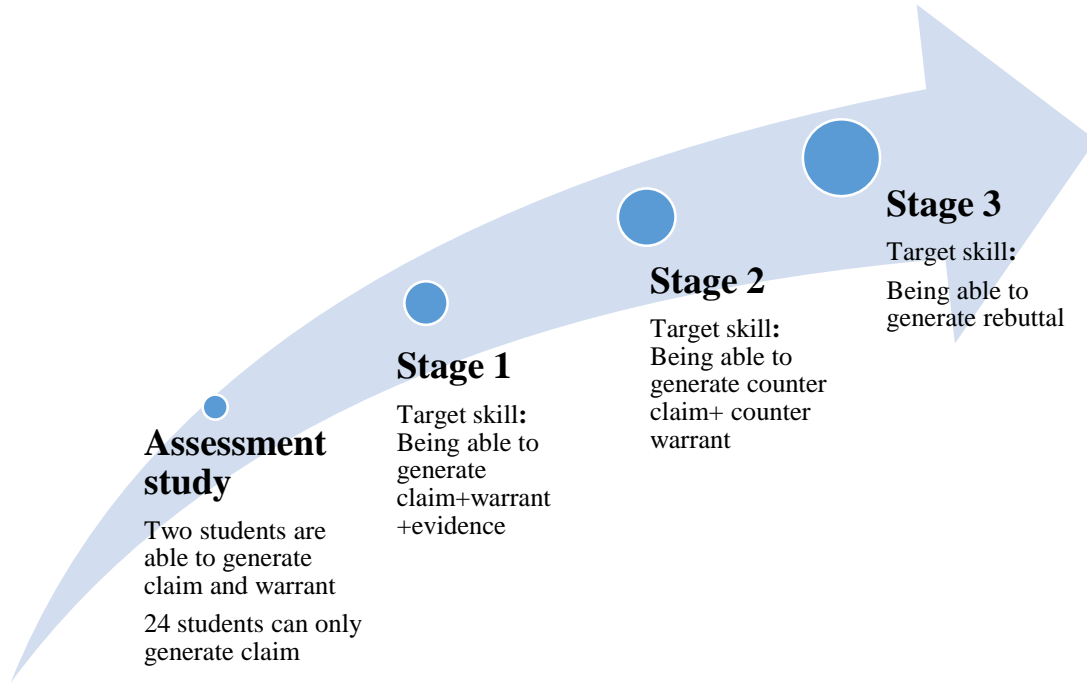 Assessment
study
Two students are
able to generate
claim and warrant
24 students can only
generate claim
Stage 1
Target skill:
Being able to
generate
claim+warrant
+evidence
Stage 2
Target skill:
Being able to
generate counter
claim+ counter
warrant
Stage 3
Target skill:
Being able to
generate rebuttal